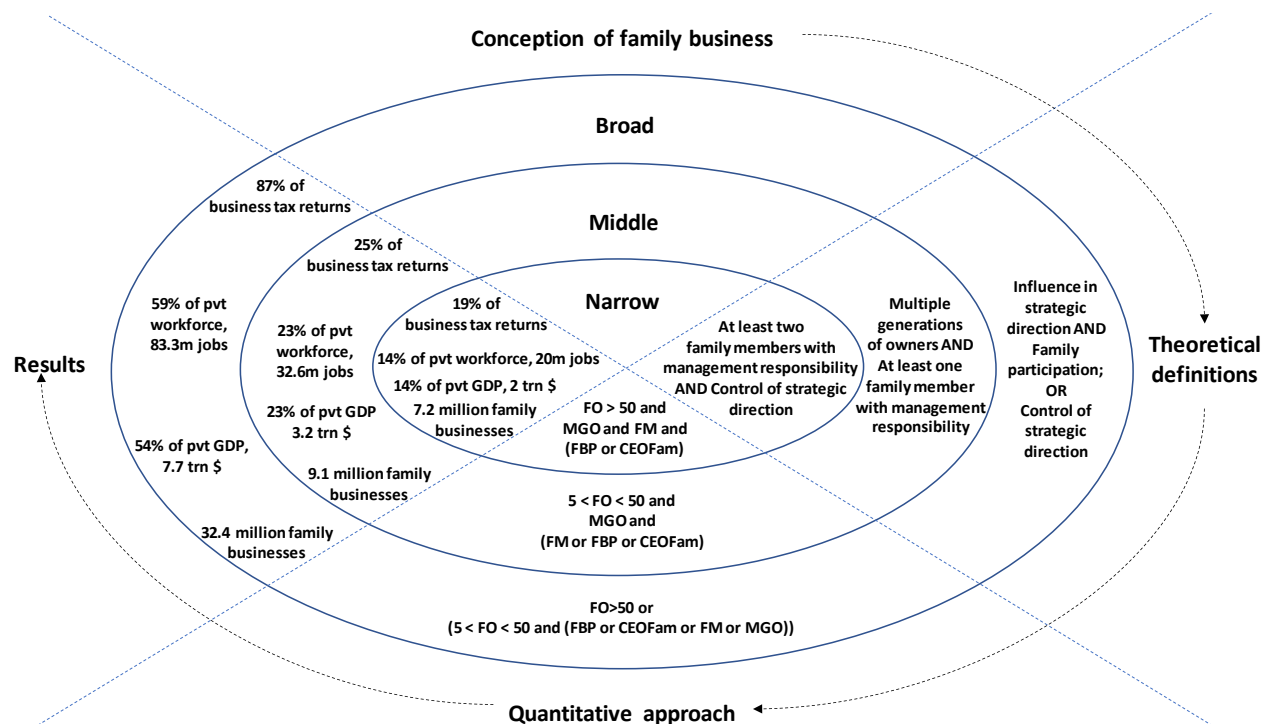 Conception of family business
Broad
Middle
Narrow
87% of
business tax returns
25% of
business tax returns
19% of
business tax returns
59% of pvt
workforce,
83.3m jobs
23% of pvt
workforce,
32.6m jobs
14% of pvt workforce, 20m jobs
14% of pvt GDP, 2 trn $
7.2 million family
businesses
23% of pvt GDP
3.2 trn $
54% of pvt GDP,
7.7 trn $
9.1 million family
businesses
32.4 million family
businesses
Results
At least two
family members with
management responsibility
AND Control of strategic
direction
Multiple
generations
of owners AND
At least one
family member
with management
responsibility
Influence in
strategic
direction AND
Family
participation;
OR
Control of
strategic
direction
Theoretical
definitions
FO > 50 and
MGO and FM and
(FBP or CEOFam)
5 < FO < 50 and
MGO and
(FM or FBP or CEOFam)
FO>50 or
(5 < FO < 50 and (FBP or CEOFam or FM or MGO))
Quantitative approach